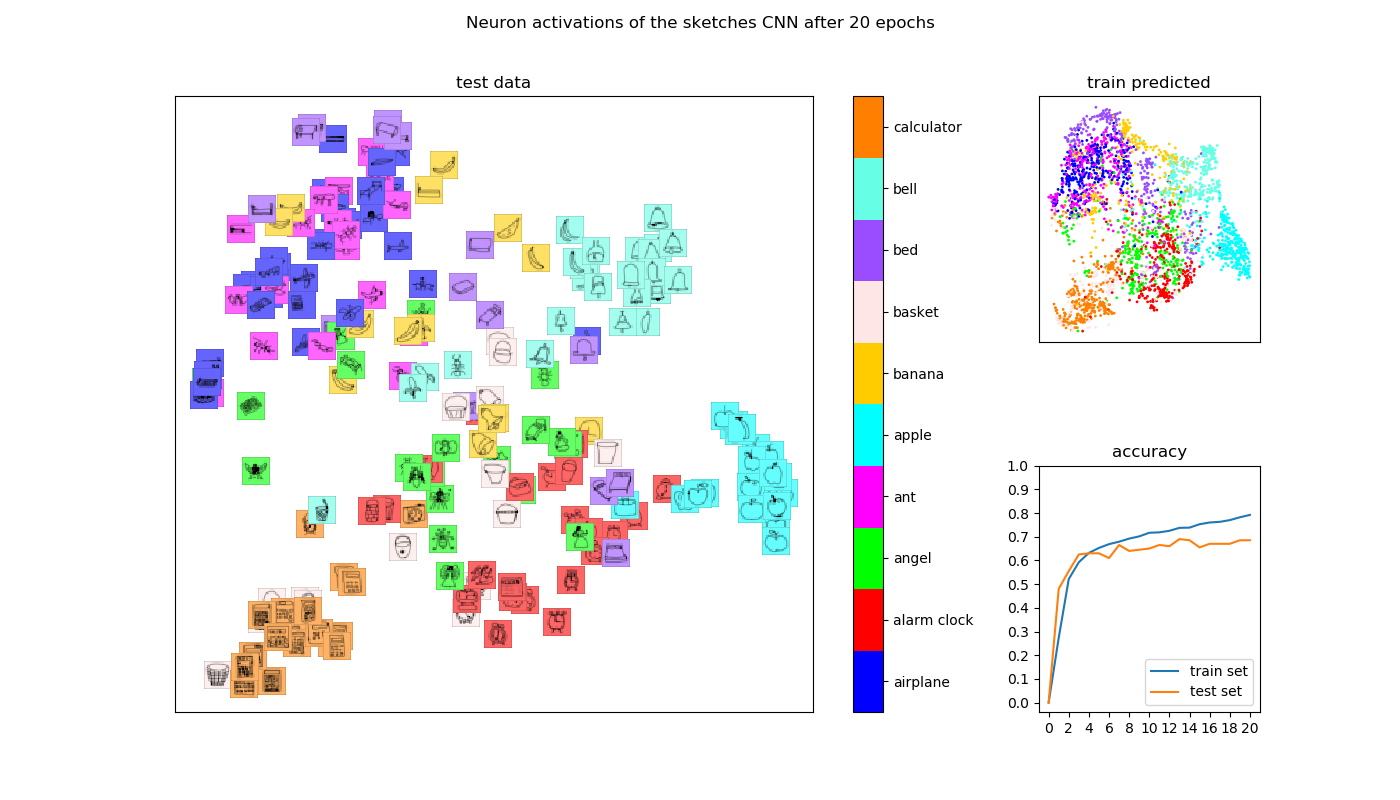 Neuron activations of the sketches CNN after 20 epochs
test data
calculator
bell
bed
basket
banana
apple
ant
angel
alarm clock
airplane
train predicted
accuracy
1.0
0.9
0.8
0.7
0.6
0.5
0.4
0.3
0.2
0.1
0.0
train set
test set
0 2 4 6 8 10 12 14 16 18 20